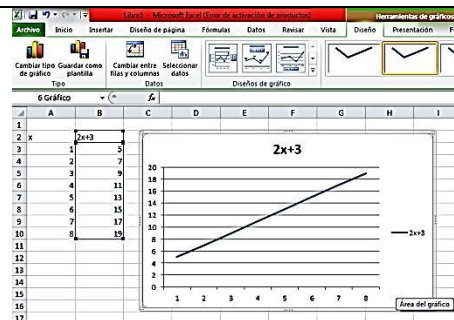 Libro1 - Microsoft Excel (Error de activación de productos)
Herramientas de gráficos
Archivo Inicio Insertar Diseño de página Fórmulas Datos Revisar Vista Diseño Presentación
Cambiar tipo de gráfico
Guardar como plantilla
Cambiar entre filas y columnas
Seleccionar datos
Tipo
Datos
Diseños de gráfico
6 Gráfico fx
A B C D E F G H I
1
2 x 2x+3
3 1 5
4 2 7
5 3 9
6 4 11
7 5 13
8 6 15
9 7 17
10 8 19
11
12
13
14
15
16
17
2x+3
20
18
16
14
12
10
8
6
4
2
0
1 2 3 4 5 6 7 8
2x+3
Área del gráfico